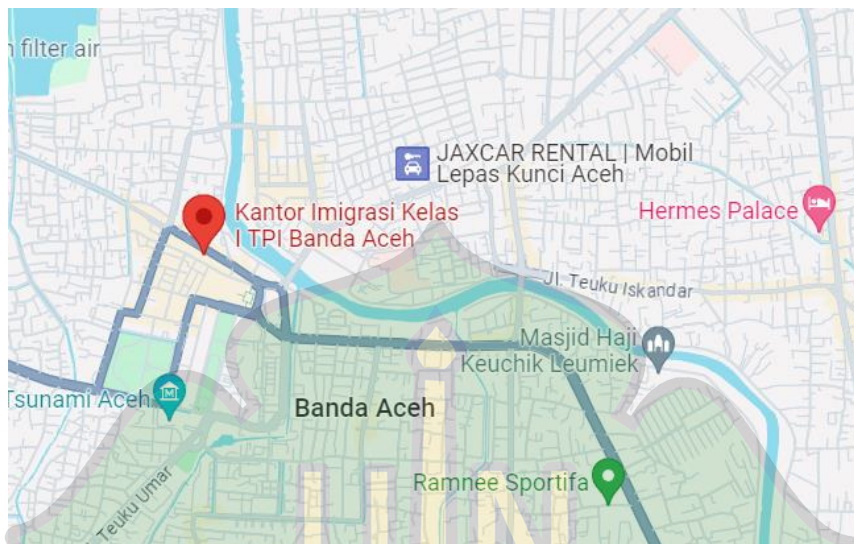 filter air
JAXCAR RENTAL | Mobil
Lepas Kunci Aceh
Hermes Palace
Kantor Imigrasi Kelas
I TPI Banda Aceh
Jl. Teuku Iskandar
Masjid Haji
Keuchik Leumiek
Tsunami Aceh
Banda Aceh
Ramnee Sportifa
Teuku Umar
UIN